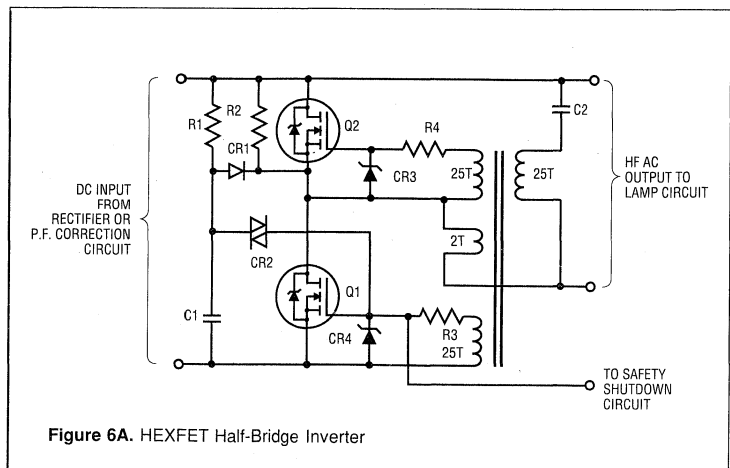 R1
R2
CR1
Q2
R4
CR3
25T
25T
C2
2T
DC INPUT
FROM
RECTIFIER OR
P.F. CORRECTION
CIRCUIT
HF AC
OUTPUT TO
LAMP CIRCUIT
CR2
Q1
C1
CR4
R3
25T
TO SAFETY
SHUTDOWN
CIRCUIT
Figure 6A. HEXFET Half-Bridge Inverter